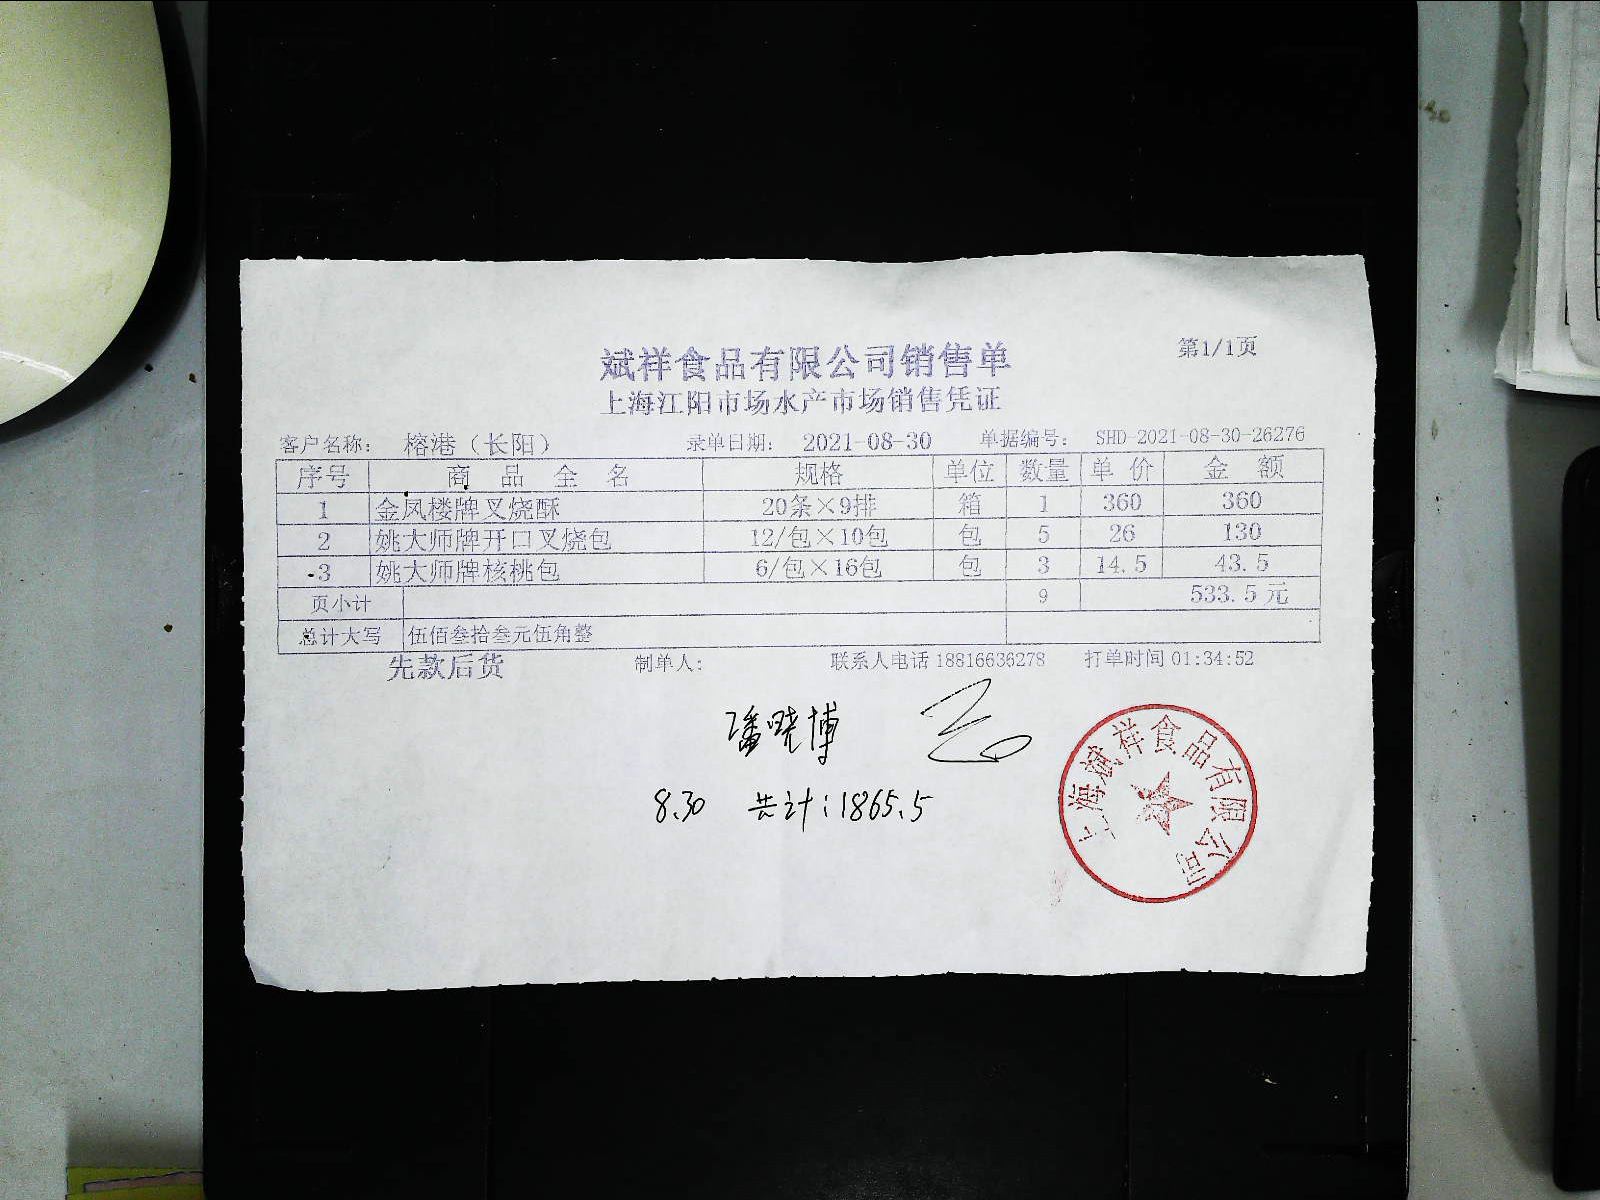 斌祥食品有限公司销售单
第1/1页
上海江阳市场水产市场销售凭证
客户名称： 榕港（长阳） 录单日期： 2021-08-30 单据编号： SHD-2021-08-30-26276
序号 商品全名 规格 单位 数量 单价 金额
1 金凤楼牌叉烧酥 20条×9排 箱 1 360 360
2 姚大师牌开口叉烧包 12/包×10包 包 5 26 130
3 姚大师牌核桃包 6/包×16包 包 3 14.5 43.5
页小计 9 533.5元
总计大写 伍佰叁拾叁元伍角整
先款后货 制单人： 联系人电话 18816636278 打单时间 01:34:52
潘晓博
8.30 共计：1865.5
上海斌祥食品有限公司